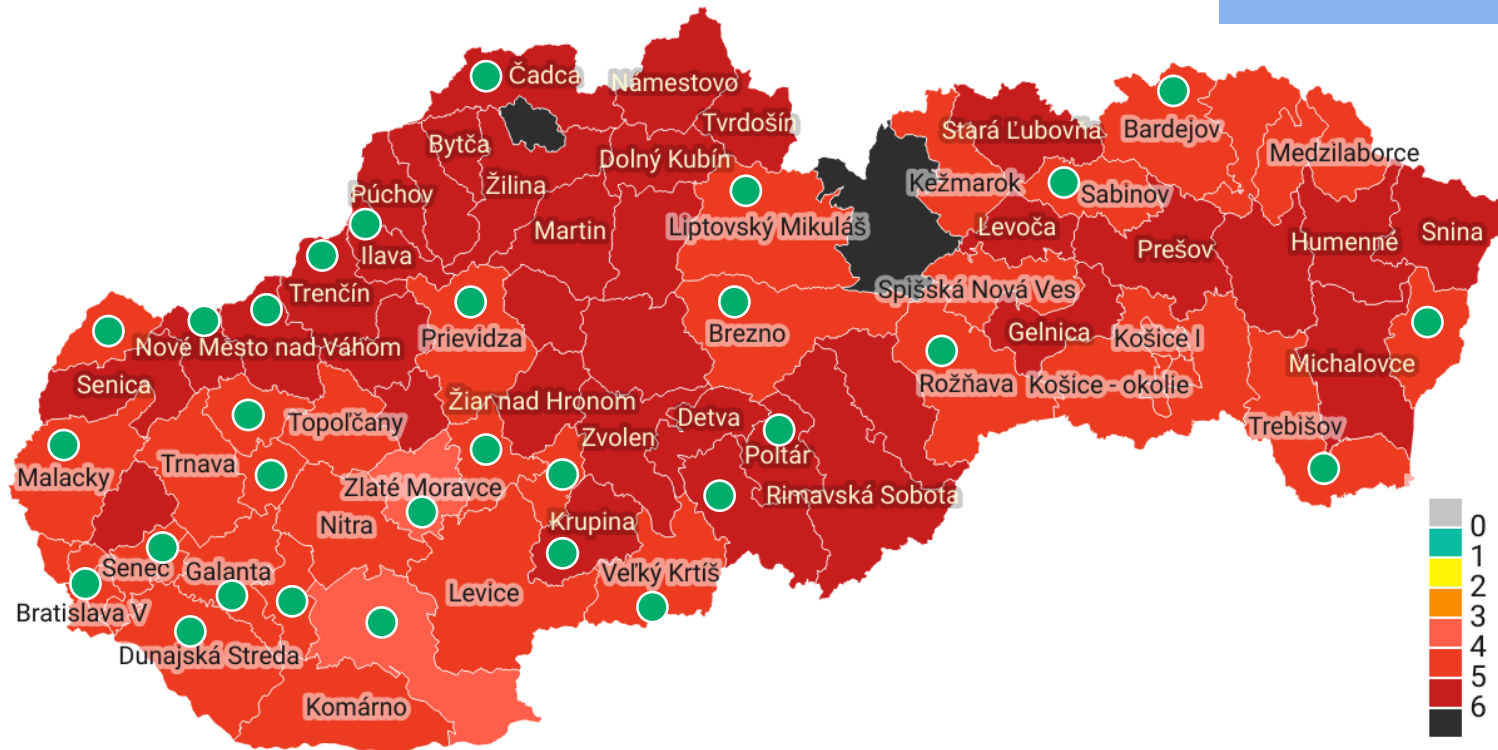 Čadca
Námestovo
Tvrdošín
Bytča
Dolný Kubín
Žilina
Púchov
Martin
Ilava
Trenčín
Liptovský Mikuláš
Stará Ľubovňa
Bardejov
Medzilaborce
Kežmarok
Sabinov
Levoča
Prešov
Humenné
Snina
Spišská Nová Ves
Prievidza
Brezno
Gelnica
Košice I
Nové Mesto nad Váhom
Senica
Rožňava
Košice - okolie
Michalovce
Žiar nad Hronom
Topoľčany
Detva
Zvolen
Trebišov
Poltár
Malacky
Trnava
Zlaté Moravce
Rimavská Sobota
Nitra
Krupina
Senec
Galanta
Veľký Krtíš
Levice
Bratislava V
Dunajská Streda
Komárno
0
1
2
3
4
5
6